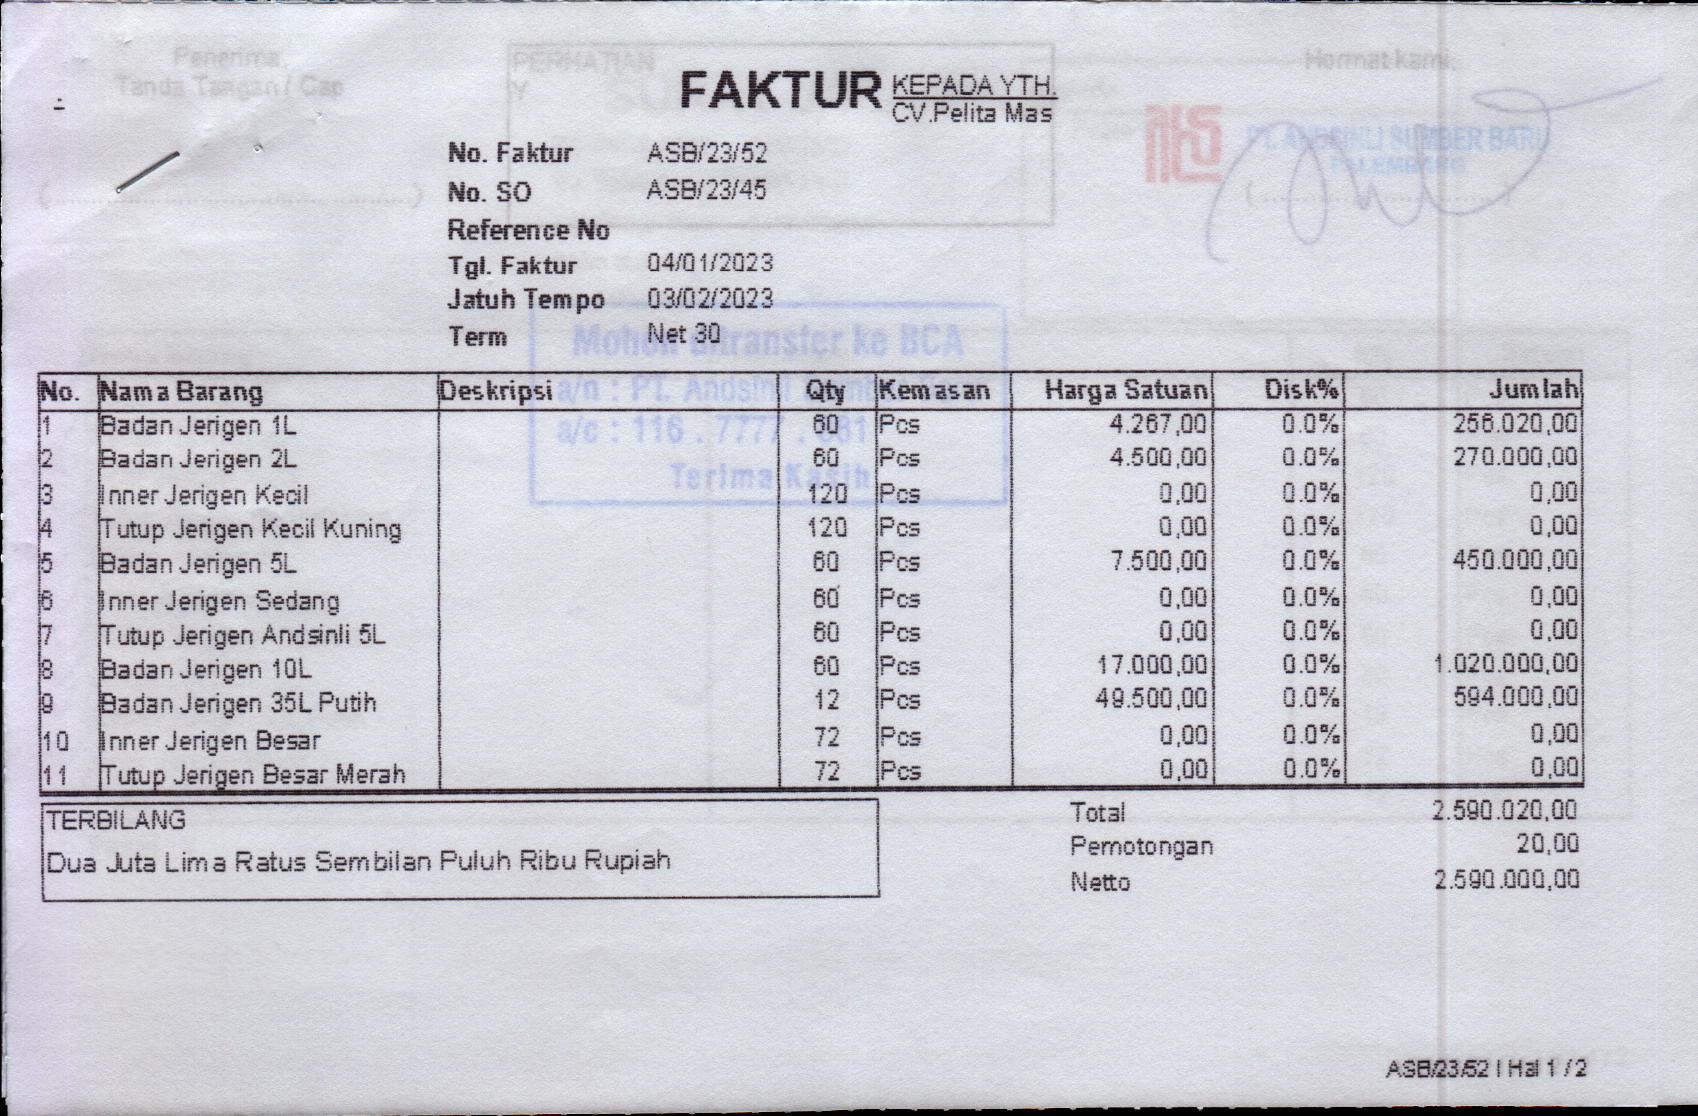 Penerima,
Tanda Tangan / Cap
PERHATIAN
Hormat kami,
FAKTUR
KEPADA YTH.
CV.Pelita Mas
PT. ANDSINLI SUMBER BARU
PALEMBANG
No. Faktur ASB/23/52
No. SO ASB/23/45
Reference No
Tgl. Faktur 04/01/2023
Jatuh Tempo 03/02/2023
Term Net 30
Mohon ditransfer ke BCA
a/n : PT. Andsinli Sumber Baru
a/c : 116 . 7777 . 881
Terima Kasih
No. Nama Barang Deskripsi Qty Kemasan Harga Satuan Disk% Jumlah
1 Badan Jerigen 1L 60 Pcs 4.267,00 0.0% 256.020,00
2 Badan Jerigen 2L 60 Pcs 4.500,00 0.0% 270.000,00
3 Inner Jerigen Kecil 120 Pcs 0,00 0.0% 0,00
4 Tutup Jerigen Kecil Kuning 120 Pcs 0,00 0.0% 0,00
5 Badan Jerigen 5L 60 Pcs 7.500,00 0.0% 450.000,00
6 Inner Jerigen Sedang 60 Pcs 0,00 0.0% 0,00
7 Tutup Jerigen Andsinli 5L 60 Pcs 0,00 0.0% 0,00
8 Badan Jerigen 10L 60 Pcs 17.000,00 0.0% 1.020.000,00
9 Badan Jerigen 35L Putih 12 Pcs 49.500,00 0.0% 594.000,00
10 Inner Jerigen Besar 72 Pcs 0,00 0.0% 0,00
11 Tutup Jerigen Besar Merah 72 Pcs 0,00 0.0% 0,00
TERBILANG
Dua Juta Lima Ratus Sembilan Puluh Ribu Rupiah
Total 2.590.020,00
Pemotongan 20,00
Netto 2.590.000,00
ASB/23/52 | Hal 1 / 2